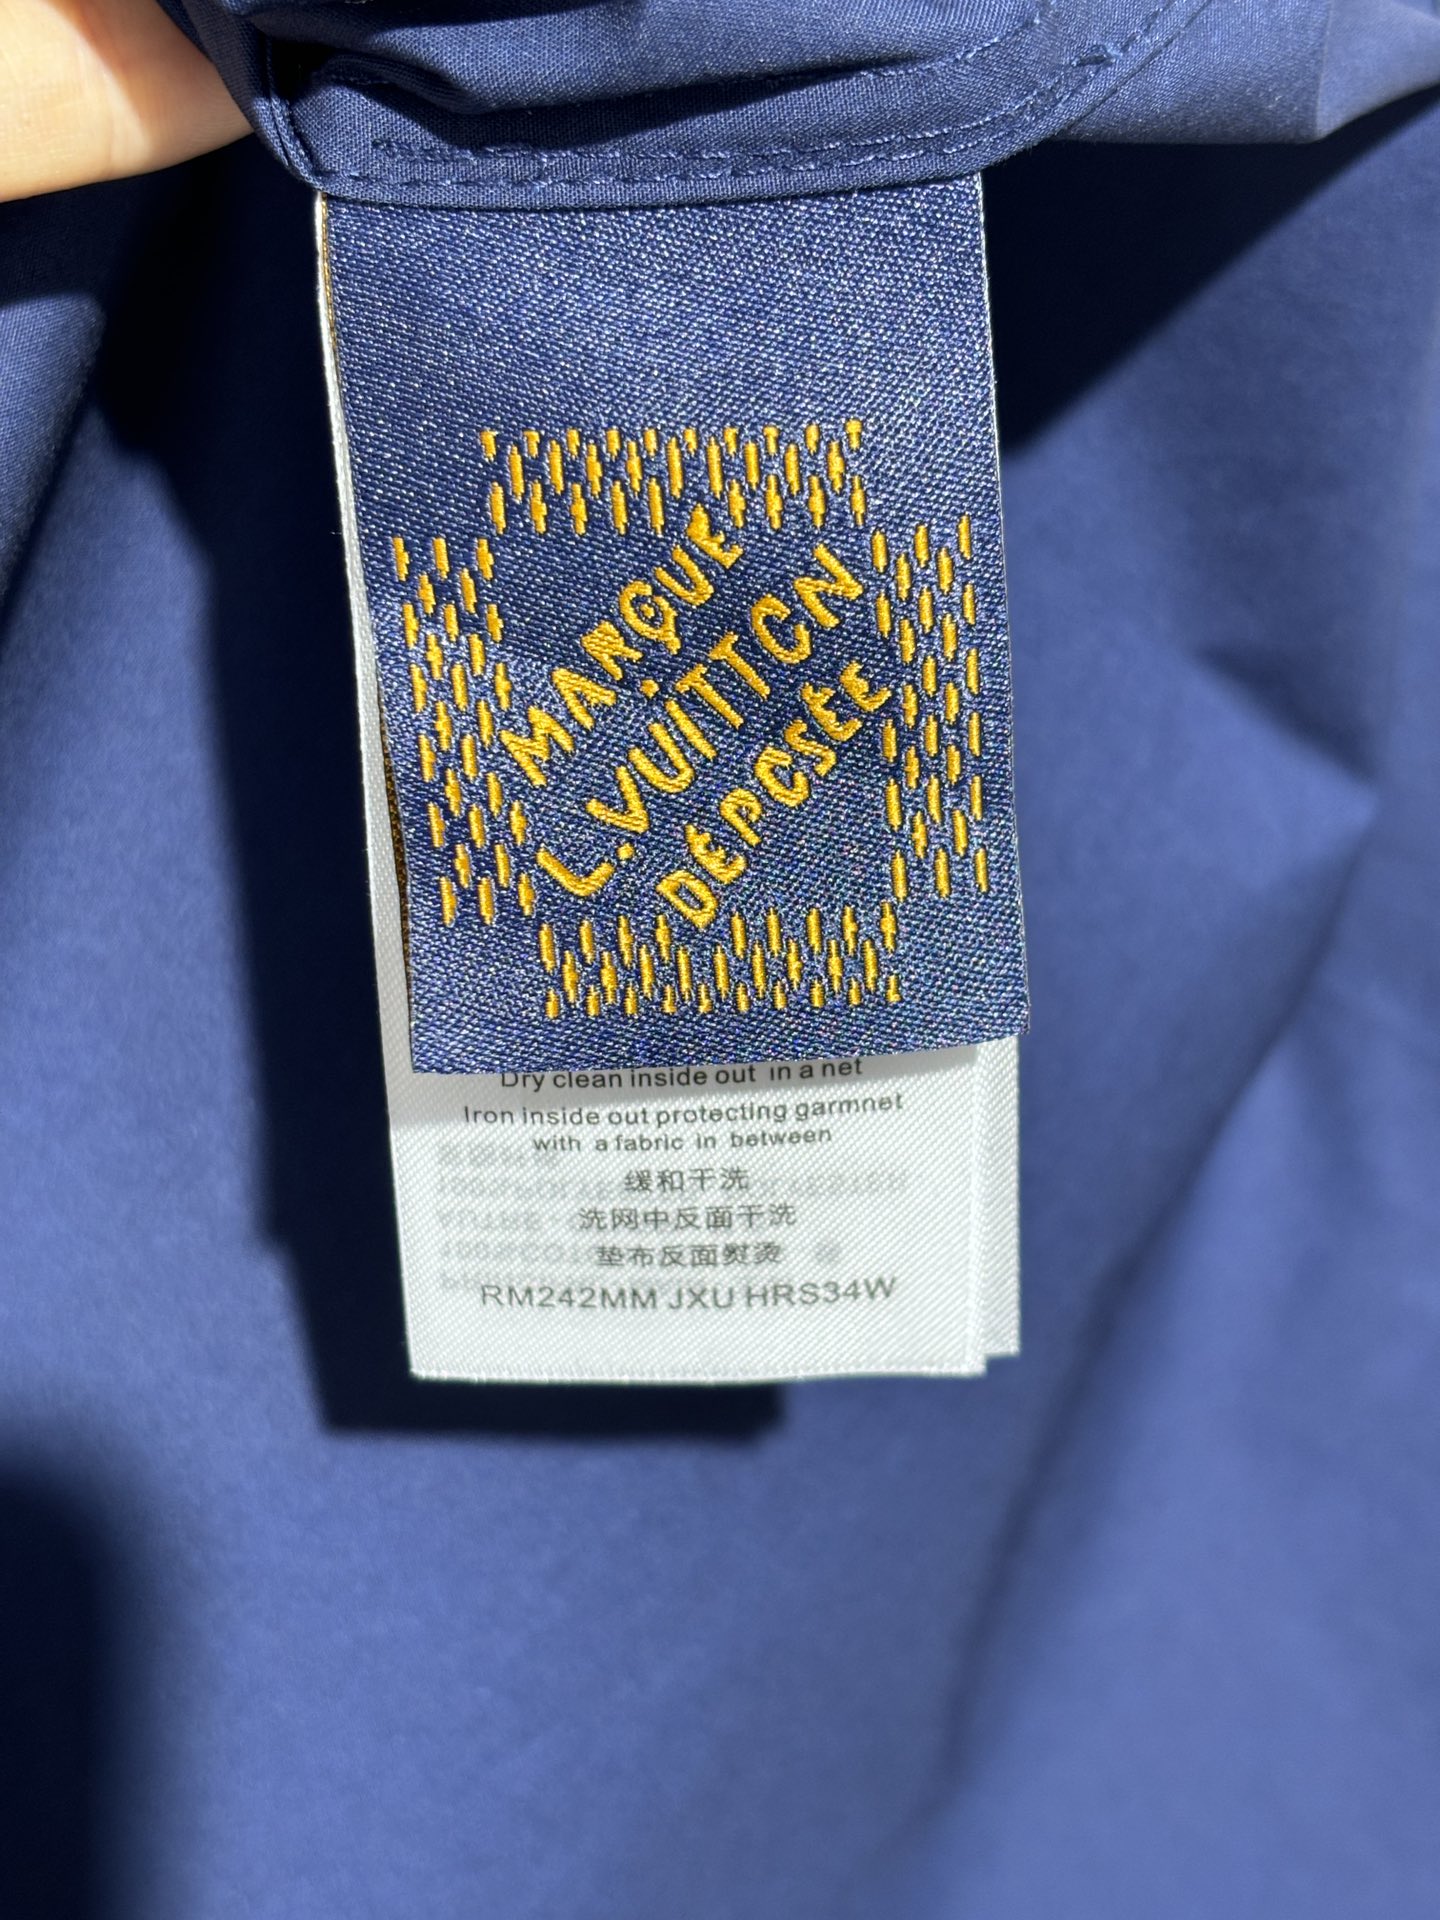 MARQUE
L.VUITTON
DÉPOSÉE
Dry clean inside out in a net
Iron inside out protecting garmnet
with a fabric in between
缓和干洗
洗网中反面干洗
垫布反面熨烫
RM242MM JXU HRS34W